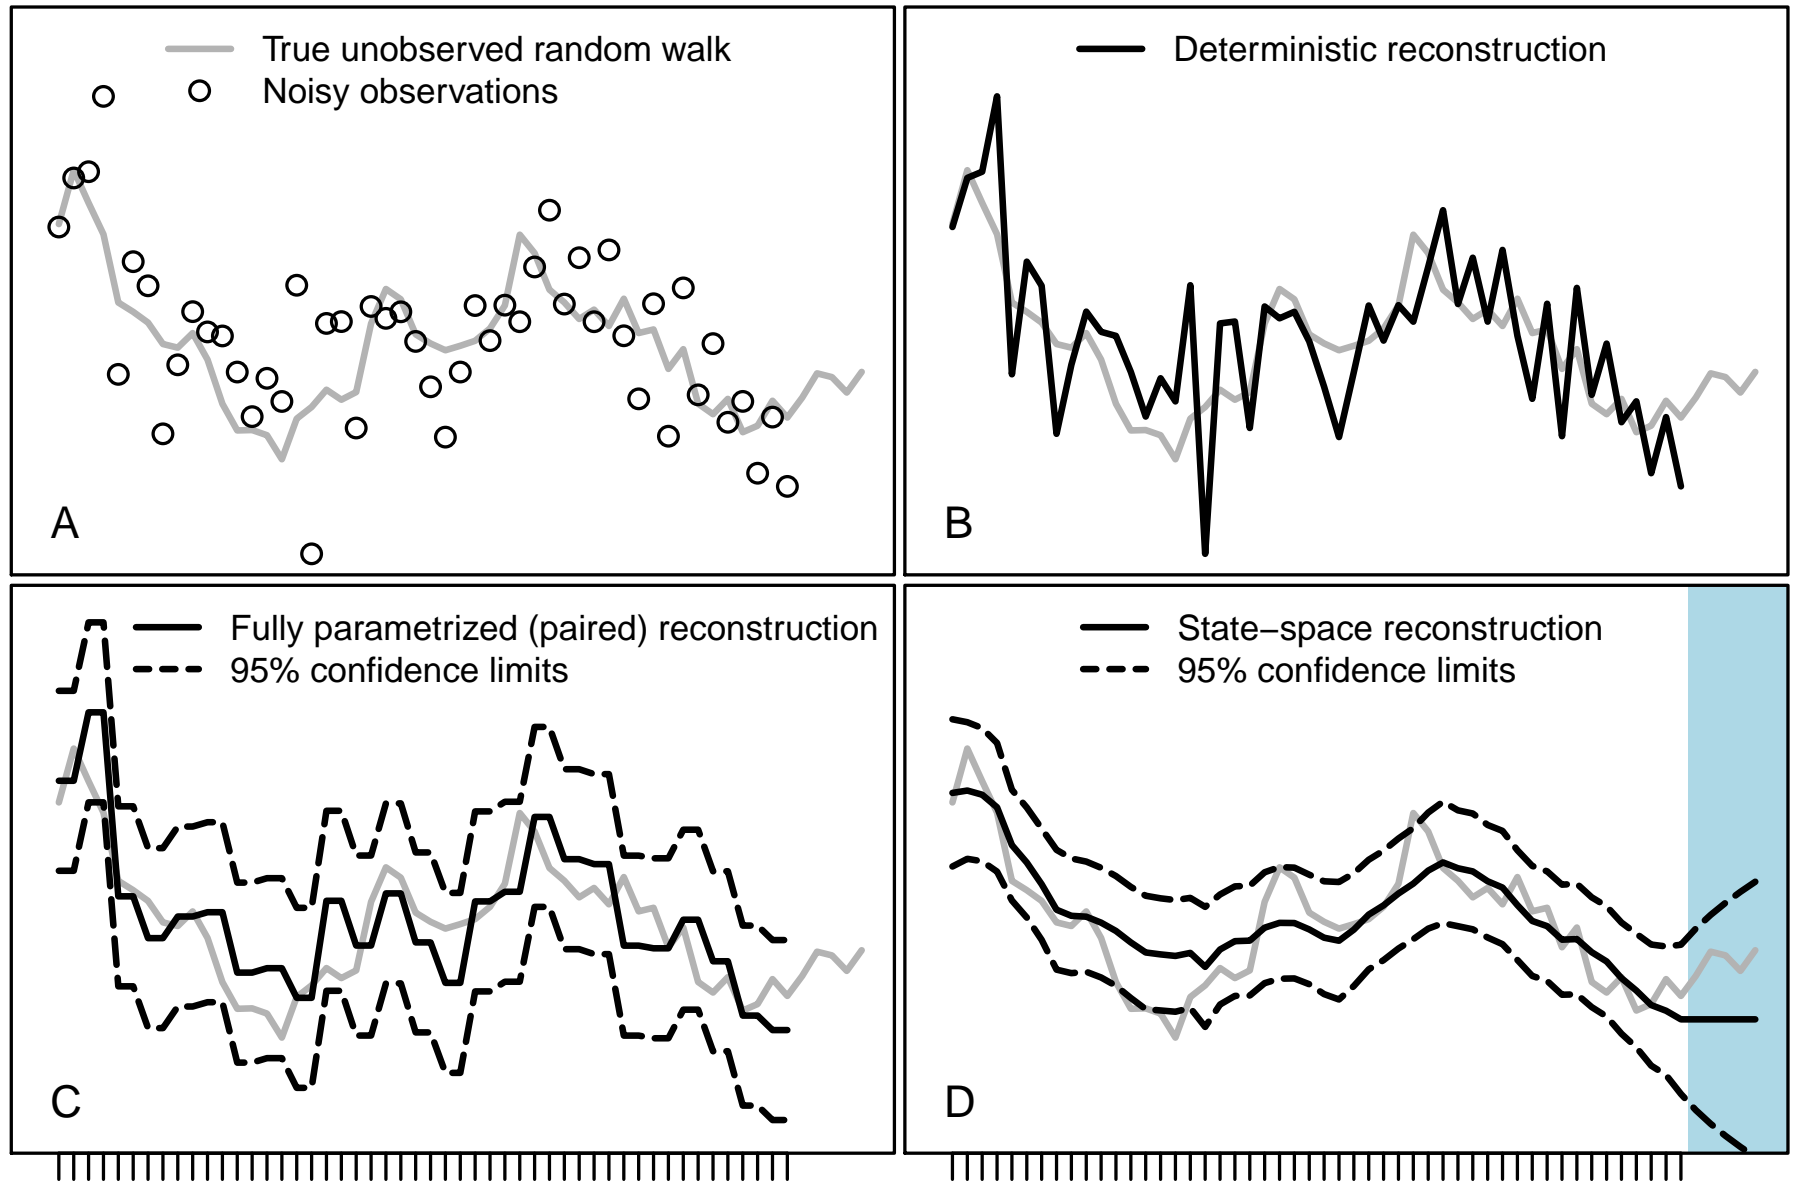 True unobserved random walk
Noisy observations
A
Deterministic reconstruction
B
Fully parametrized (paired) reconstruction
95% confidence limits
C
State−space reconstruction
95% confidence limits
D